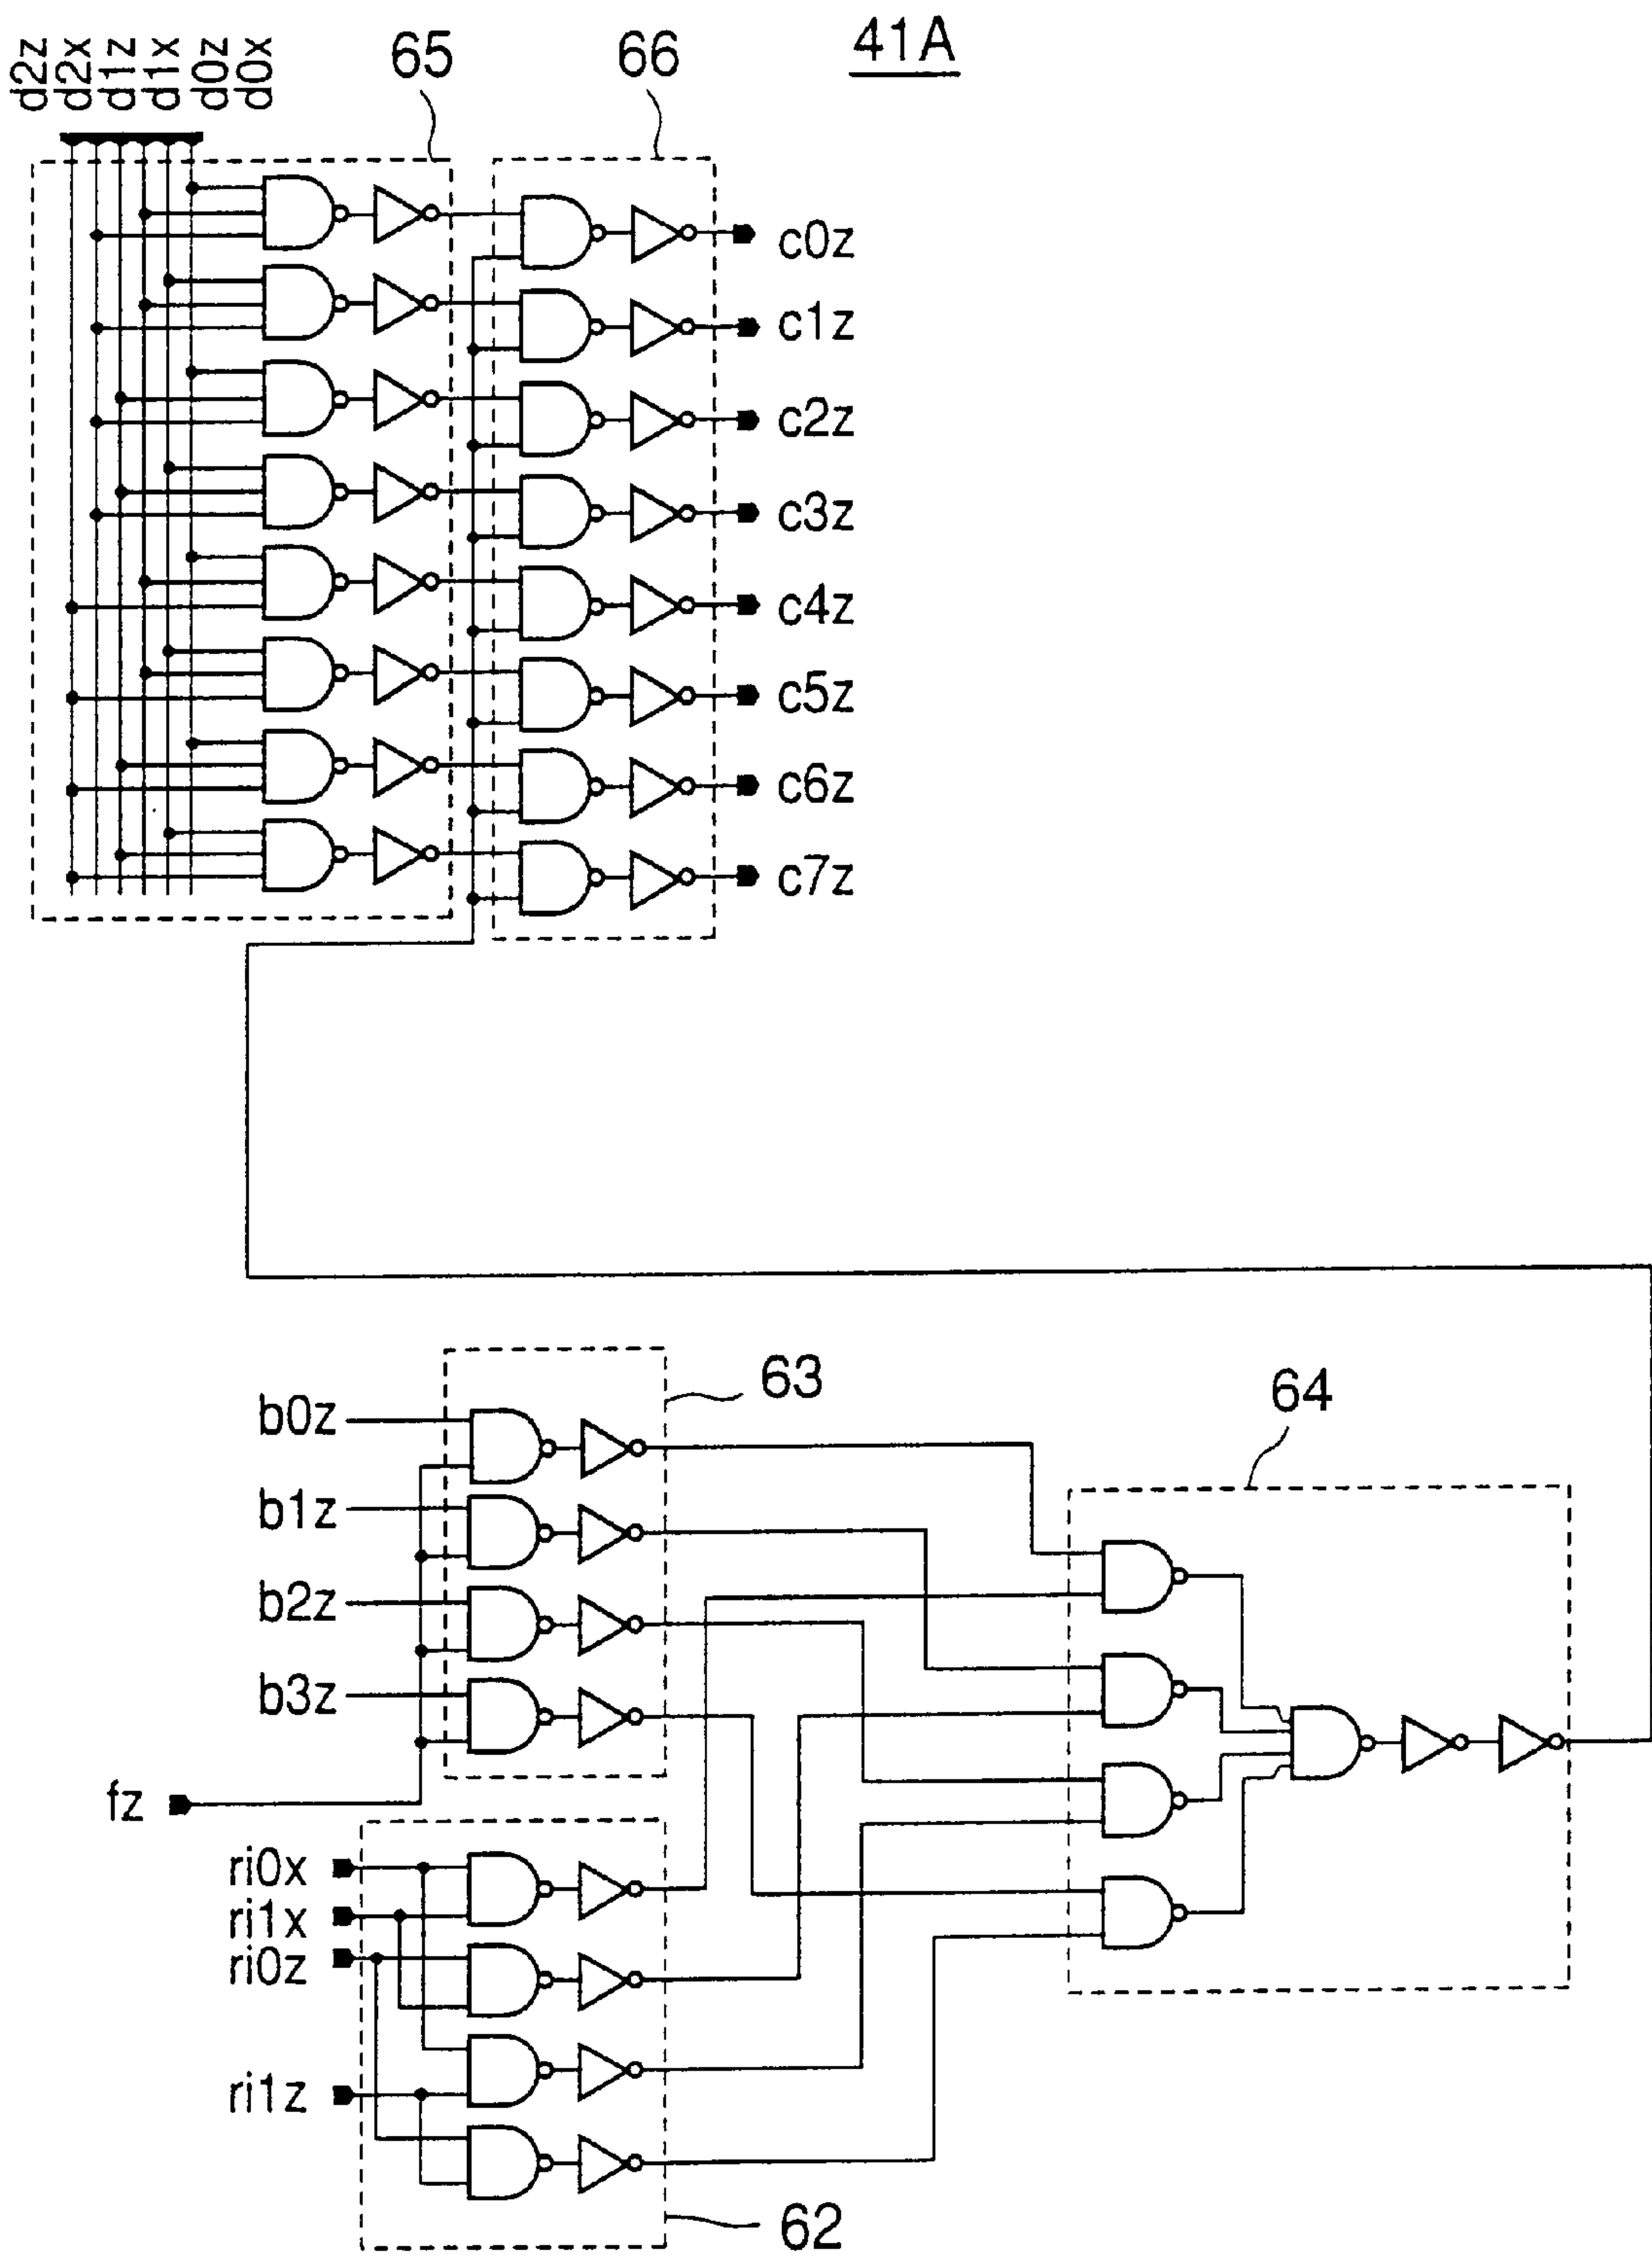 d2z
d2x
d1z
d1x
d0z
d0x
65
66
41A
c0z
c1z
c2z
c3z
c4z
c5z
c6z
c7z
63
64
b0z
b1z
b2z
b3z
fz
ri0x
ri1x
ri0z
ri1z
62